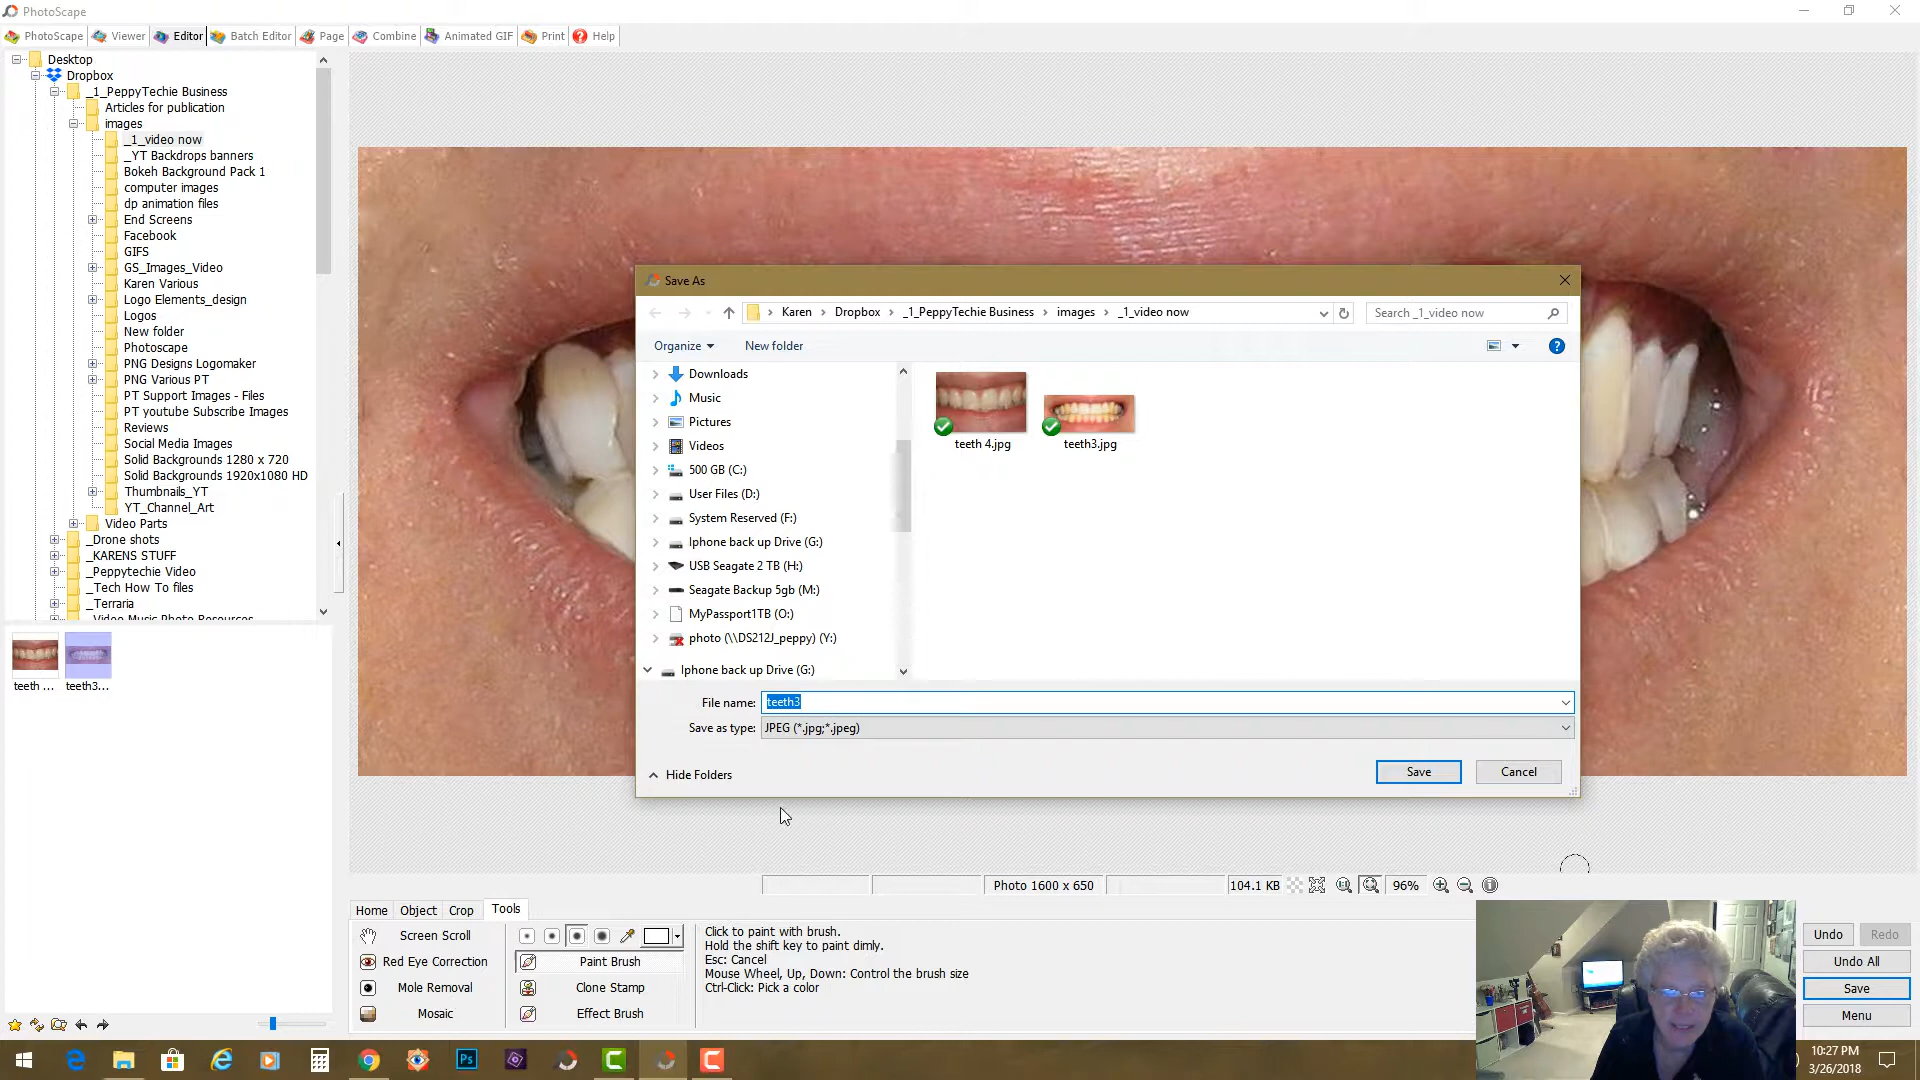 PhotoScape
PhotoScape
Viewer
Editor
Batch Editor
Page
Combine
Animated GIF
Print
Help
Desktop
Dropbox
_1_PeppyTechie Business
Articles for publication
images
_1_video now
_YT Backdrops banners
Bokeh Background Pack 1
computer images
dp animation files
End Screens
Facebook
GIFS
GS_Images_Video
Karen Various
Logo Elements_design
Logos
New folder
Photoscape
PNG Designs Logomaker
PNG Various PT
PT Support Images - Files
PT youtube Subscribe Images
Reviews
Social Media Images
Solid Backgrounds 1280 x 720
Solid Backgrounds 1920x1080 HD
Thumbnails_YT
YT_Channel_Art
Video Parts
_Drone shots
_KARENS STUFF
_Peppytechie Video
_Tech How To files
_Terraria
_Video Music Photo Resources
teeth ...
teeth3...
Save As
Karen
Dropbox
_1_PeppyTechie Business
images
_1_video now
Search _1_video now
Organize
New folder
Downloads
Music
Pictures
Videos
500 GB (C:)
User Files (D:)
System Reserved (F:)
Iphone back up Drive (G:)
USB Seagate 2 TB (H:)
Seagate Backup 5gb (M:)
MyPassport1TB (O:)
photo (\\DS212J_peppy) (Y:)
Iphone back up Drive (G:)
teeth 4.jpg
teeth3.jpg
File name: teeth3
Save as type: JPEG (*.jpg;*.jpeg)
Hide Folders
Save
Cancel
Photo 1600 x 650
104.1 KB
96%
Home
Object
Crop
Tools
Screen Scroll
Red Eye Correction
Mole Removal
Mosaic
Paint Brush
Clone Stamp
Effect Brush
Click to paint with brush.
Hold the shift key to paint dimly.
Esc: Cancel
Mouse Wheel, Up, Down: Control the brush size
Ctrl-Click: Pick a color
Undo
Redo
Undo All
Save
Menu
Ps
10:27 PM
3/26/2018